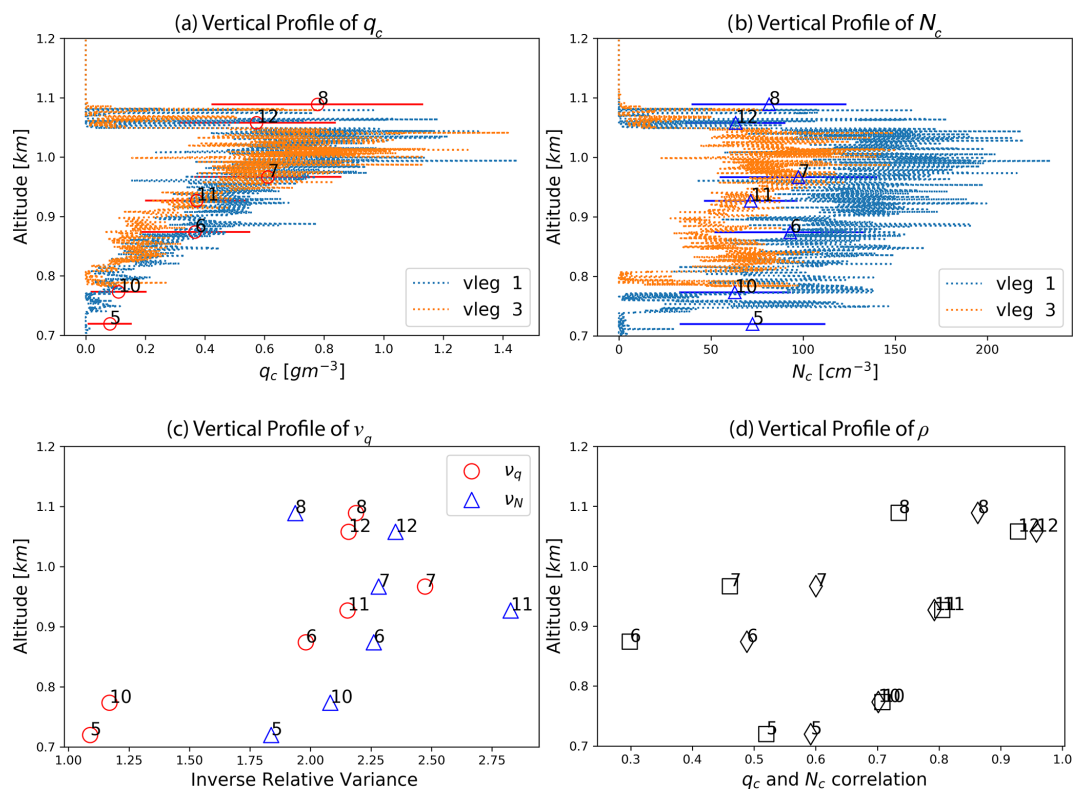 (a) Vertical Profile of q_c
(b) Vertical Profile of N_c
1.2
1.1
1.0
0.9
0.8
0.7
Altitude [km]
8
12
7
11
6
10
5
vleg 1
vleg 3
0.0 0.2 0.4 0.6 0.8 1.0 1.2 1.4
q_c [gm^{-3}]
1.2
1.1
1.0
0.9
0.8
0.7
Altitude [km]
8
12
7
11
6
10
5
vleg 1
vleg 3
0 50 100 150 200
N_c [cm^{-3}]
(c) Vertical Profile of ν_q
(d) Vertical Profile of ρ
1.2
1.1
1.0
0.9
0.8
0.7
Altitude [km]
ν_q
ν_N
8 8
12 12
7 7
11 11
6 6
10 10
5 5
1.00 1.25 1.50 1.75 2.00 2.25 2.50 2.75
Inverse Relative Variance
1.2
1.1
1.0
0.9
0.8
0.7
Altitude [km]
8 8
12 12
7 7
11 11
6 6
10 10
5 5
0.3 0.4 0.5 0.6 0.7 0.8 0.9 1.0
q_c and N_c correlation